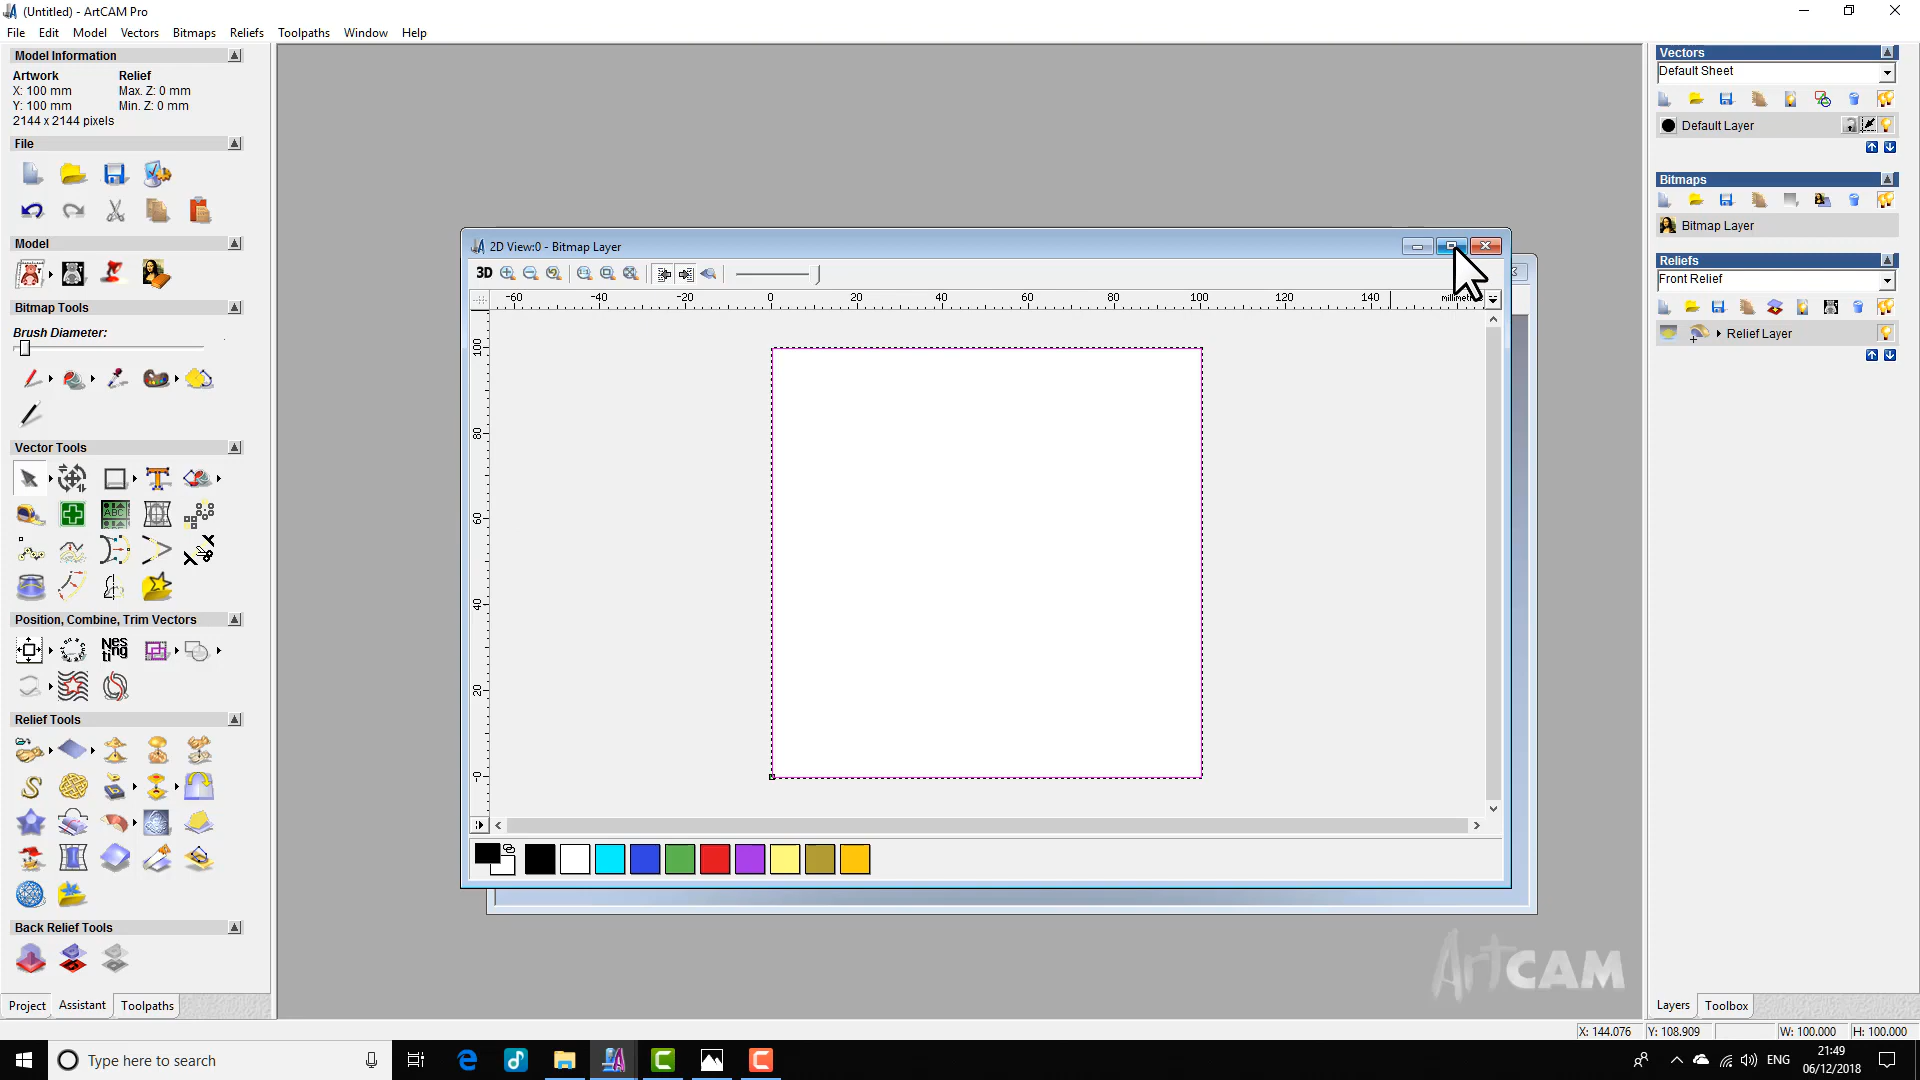 (Untitled) - ArtCAM Pro
File Edit Model Vectors Bitmaps Reliefs Toolpaths Window Help
Model Information
Artwork Relief
X: 100 mm Max. Z: 0 mm
Y: 100 mm Min. Z: 0 mm
2144 x 2144 pixels
File
Model
Bitmap Tools
Brush Diameter:
Vector Tools
ABC
Position, Combine, Trim Vectors
Nes
ti
ng
Relief Tools
Back Relief Tools
Project Assistant Toolpaths
2D View:0 - Bitmap Layer
3D
-60 -40 -20 0 20 40 60 80 100 120 140
100
80
60
40
20
-0
ArtCAM
Vectors
Default Sheet
Default Layer
Bitmaps
Bitmap Layer
Reliefs
Front Relief
Relief Layer
Layers Toolbox
X: 144.076 Y: 108.909 W: 100.000 H: 100.000
Type here to search
ENG
21:49
06/12/2018